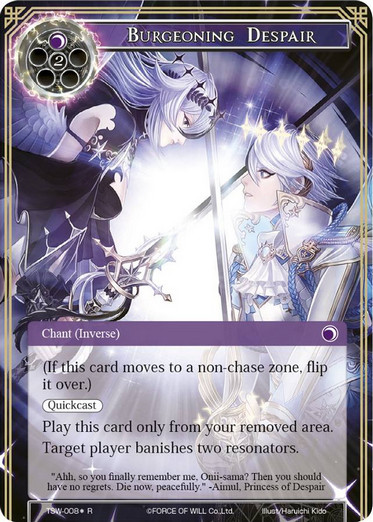 Burgeoning Despair
2
Chant (Inverse)
(If this card moves to a non-chase zone, flip
it over.)
Quickcast
Play this card only from your removed area.
Target player banishes two resonators.
"Ahh, so you finally remember me, Onii-sama? Then you should
have no regrets. Die now, peacefully." -Aimul, Princess of Despair
TSW-008 * R ©FORCE OF WILL Co.,Ltd. Illust/Haruichi Kido